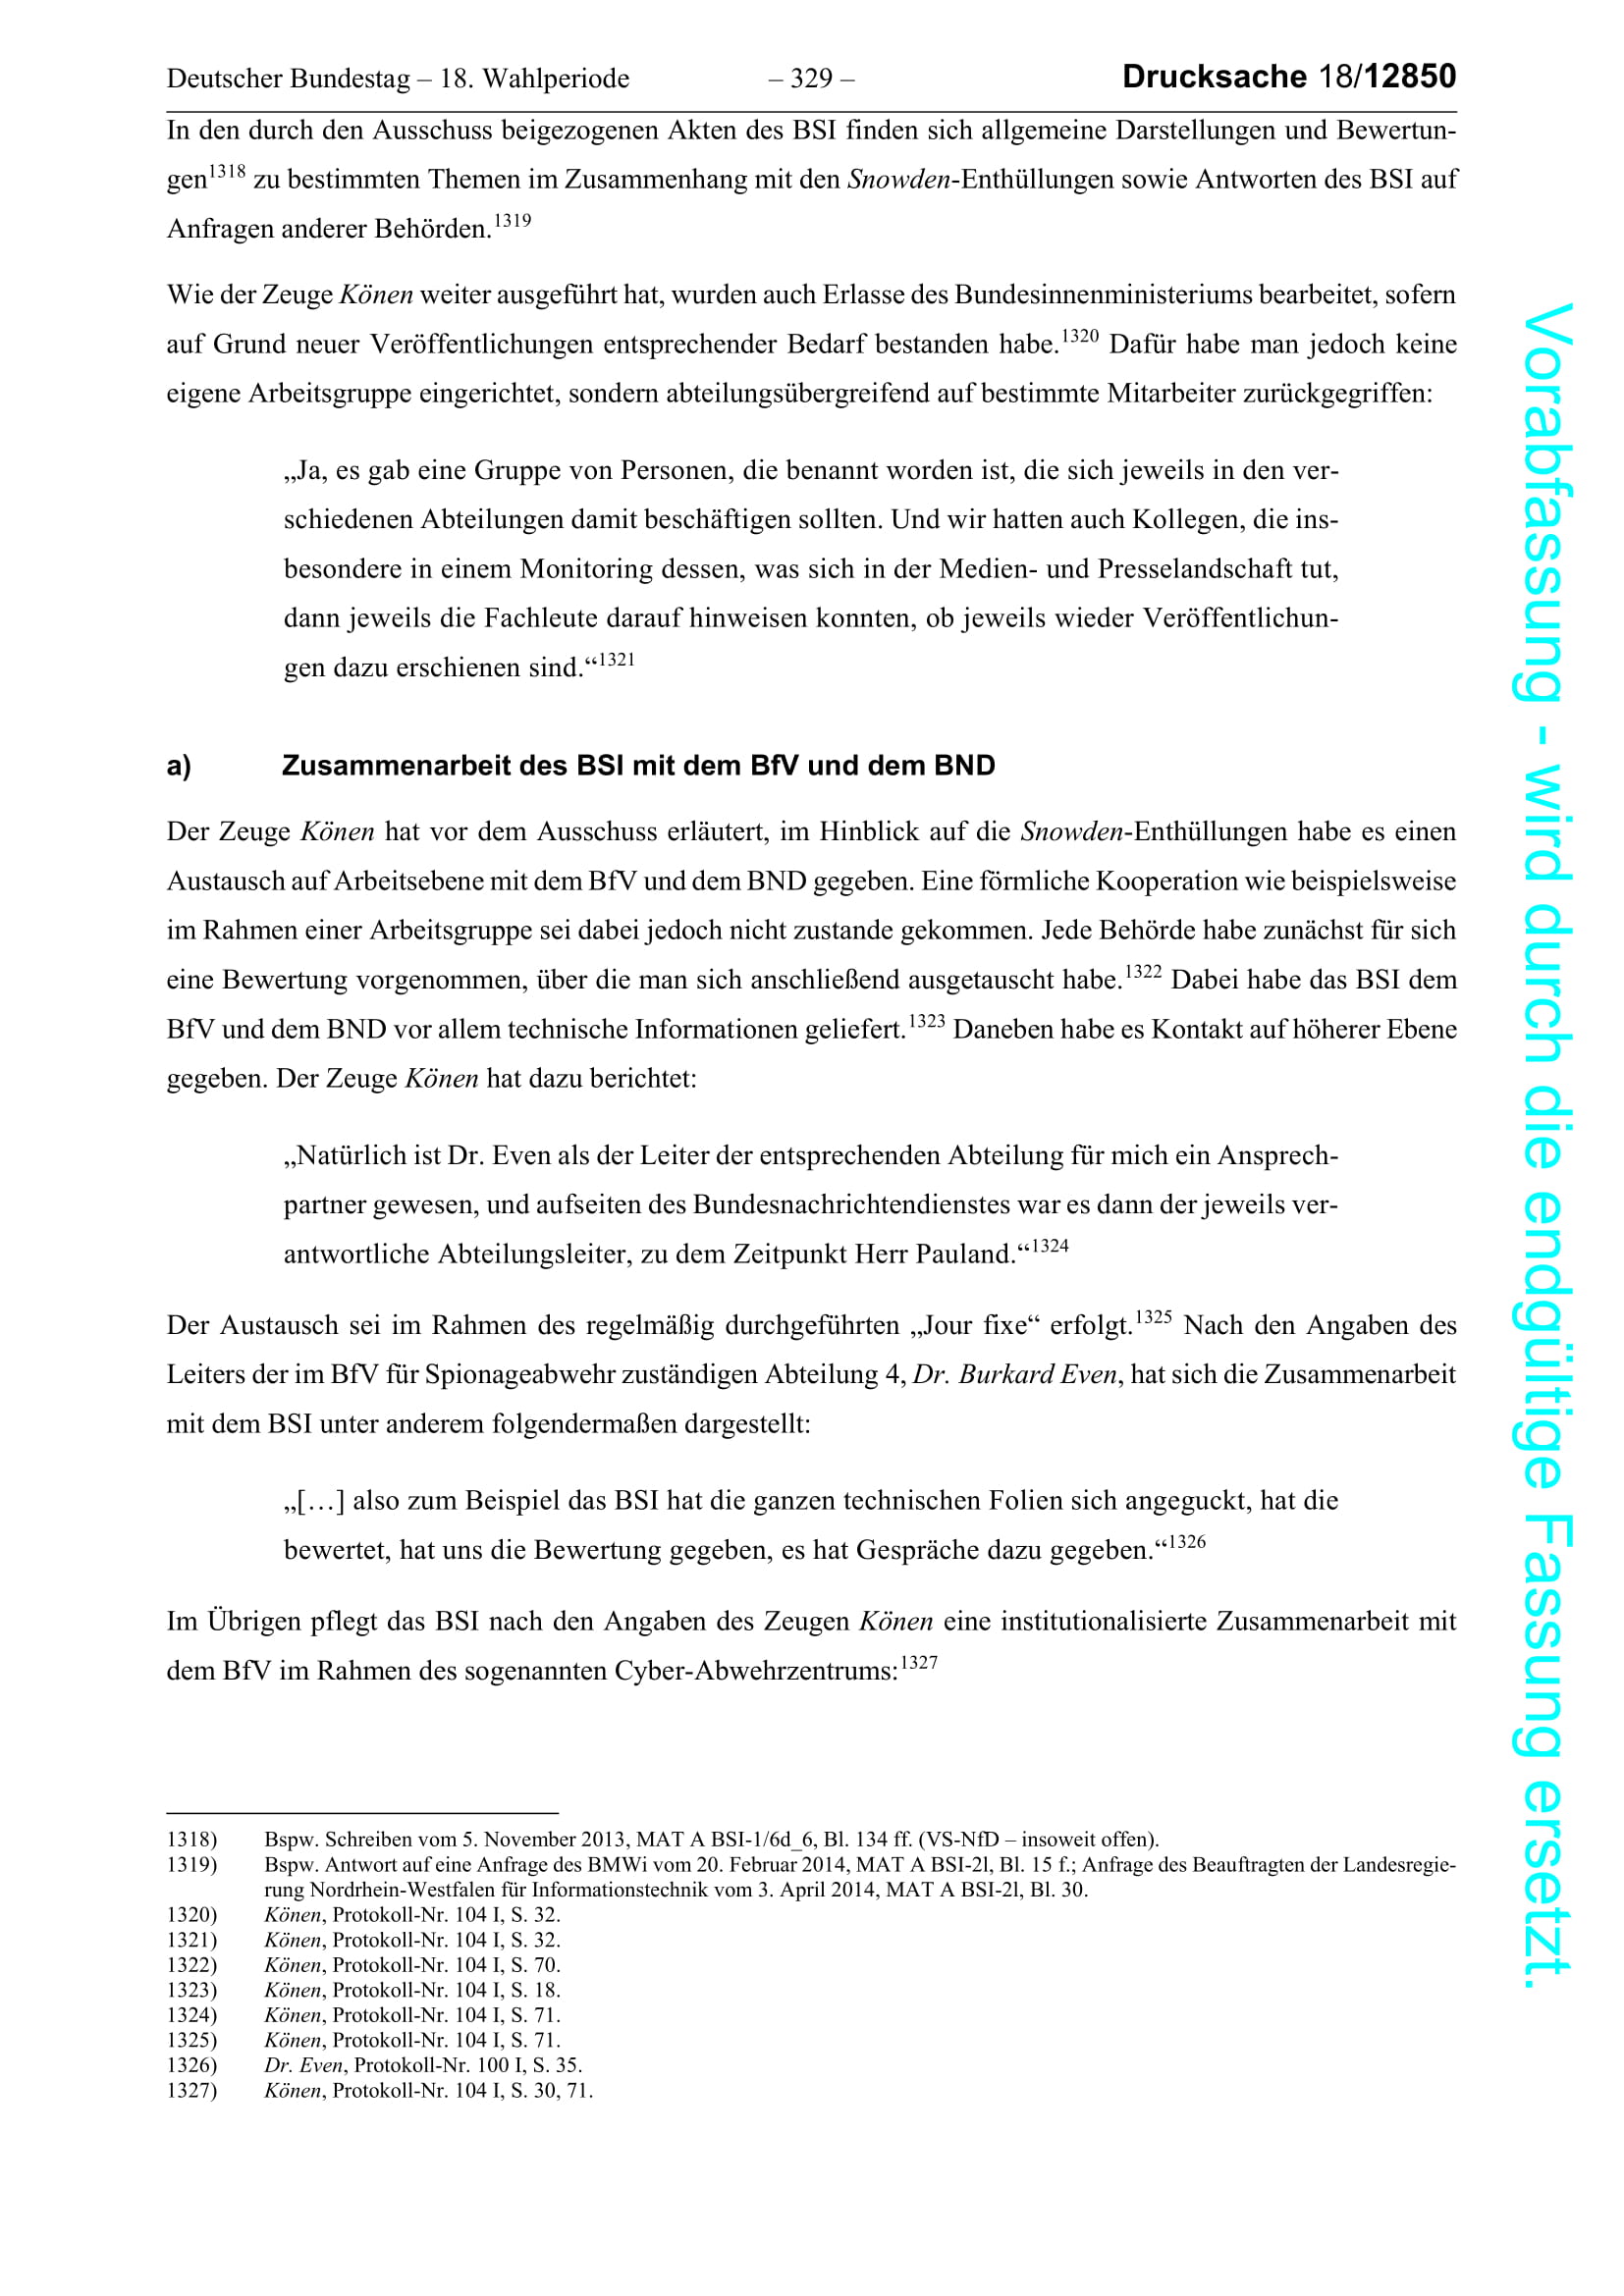 Deutscher Bundestag – 18. Wahlperiode – 329 – Drucksache 18/12850
In den durch den Ausschuss beigezogenen Akten des BSI finden sich allgemeine Darstellungen und Bewertun-
gen1318 zu bestimmten Themen im Zusammenhang mit den Snowden-Enthüllungen sowie Antworten des BSI auf
Anfragen anderer Behörden.1319
Wie der Zeuge Könen weiter ausgeführt hat, wurden auch Erlasse des Bundesinnenministeriums bearbeitet, sofern
auf Grund neuer Veröffentlichungen entsprechender Bedarf bestanden habe.1320 Dafür habe man jedoch keine
eigene Arbeitsgruppe eingerichtet, sondern abteilungsübergreifend auf bestimmte Mitarbeiter zurückgegriffen:
„Ja, es gab eine Gruppe von Personen, die benannt worden ist, die sich jeweils in den ver-
schiedenen Abteilungen damit beschäftigen sollten. Und wir hatten auch Kollegen, die ins-
besondere in einem Monitoring dessen, was sich in der Medien- und Presselandschaft tut,
dann jeweils die Fachleute darauf hinweisen konnten, ob jeweils wieder Veröffentlichun-
gen dazu erschienen sind.“1321
a) Zusammenarbeit des BSI mit dem BfV und dem BND
Der Zeuge Könen hat vor dem Ausschuss erläutert, im Hinblick auf die Snowden-Enthüllungen habe es einen
Austausch auf Arbeitsebene mit dem BfV und dem BND gegeben. Eine förmliche Kooperation wie beispielsweise
im Rahmen einer Arbeitsgruppe sei dabei jedoch nicht zustande gekommen. Jede Behörde habe zunächst für sich
eine Bewertung vorgenommen, über die man sich anschließend ausgetauscht habe.1322 Dabei habe das BSI dem
BfV und dem BND vor allem technische Informationen geliefert.1323 Daneben habe es Kontakt auf höherer Ebene
gegeben. Der Zeuge Könen hat dazu berichtet:
„Natürlich ist Dr. Even als der Leiter der entsprechenden Abteilung für mich ein Ansprech-
partner gewesen, und aufseiten des Bundesnachrichtendienstes war es dann der jeweils ver-
antwortliche Abteilungsleiter, zu dem Zeitpunkt Herr Pauland.“1324
Der Austausch sei im Rahmen des regelmäßig durchgeführten „Jour fixe“ erfolgt.1325 Nach den Angaben des
Leiters der im BfV für Spionageabwehr zuständigen Abteilung 4, Dr. Burkard Even, hat sich die Zusammenarbeit
mit dem BSI unter anderem folgendermaßen dargestellt:
„[…] also zum Beispiel das BSI hat die ganzen technischen Folien sich angeguckt, hat die
bewertet, hat uns die Bewertung gegeben, es hat Gespräche dazu gegeben.“1326
Im Übrigen pflegt das BSI nach den Angaben des Zeugen Könen eine institutionalisierte Zusammenarbeit mit
dem BfV im Rahmen des sogenannten Cyber-Abwehrzentrums:1327
1318) Bspw. Schreiben vom 5. November 2013, MAT A BSI-1/6d_6, Bl. 134 ff. (VS-NfD – insoweit offen).
1319) Bspw. Antwort auf eine Anfrage des BMWi vom 20. Februar 2014, MAT A BSI-2l, Bl. 15 f.; Anfrage des Beauftragten der Landesregie-
rung Nordrhein-Westfalen für Informationstechnik vom 3. April 2014, MAT A BSI-2l, Bl. 30.
1320) Könen, Protokoll-Nr. 104 I, S. 32.
1321) Könen, Protokoll-Nr. 104 I, S. 32.
1322) Könen, Protokoll-Nr. 104 I, S. 70.
1323) Könen, Protokoll-Nr. 104 I, S. 18.
1324) Könen, Protokoll-Nr. 104 I, S. 71.
1325) Könen, Protokoll-Nr. 104 I, S. 71.
1326) Dr. Even, Protokoll-Nr. 100 I, S. 35.
1327) Könen, Protokoll-Nr. 104 I, S. 30, 71.
Vorabfassung - wird durch die endgültige Fassung ersetzt.